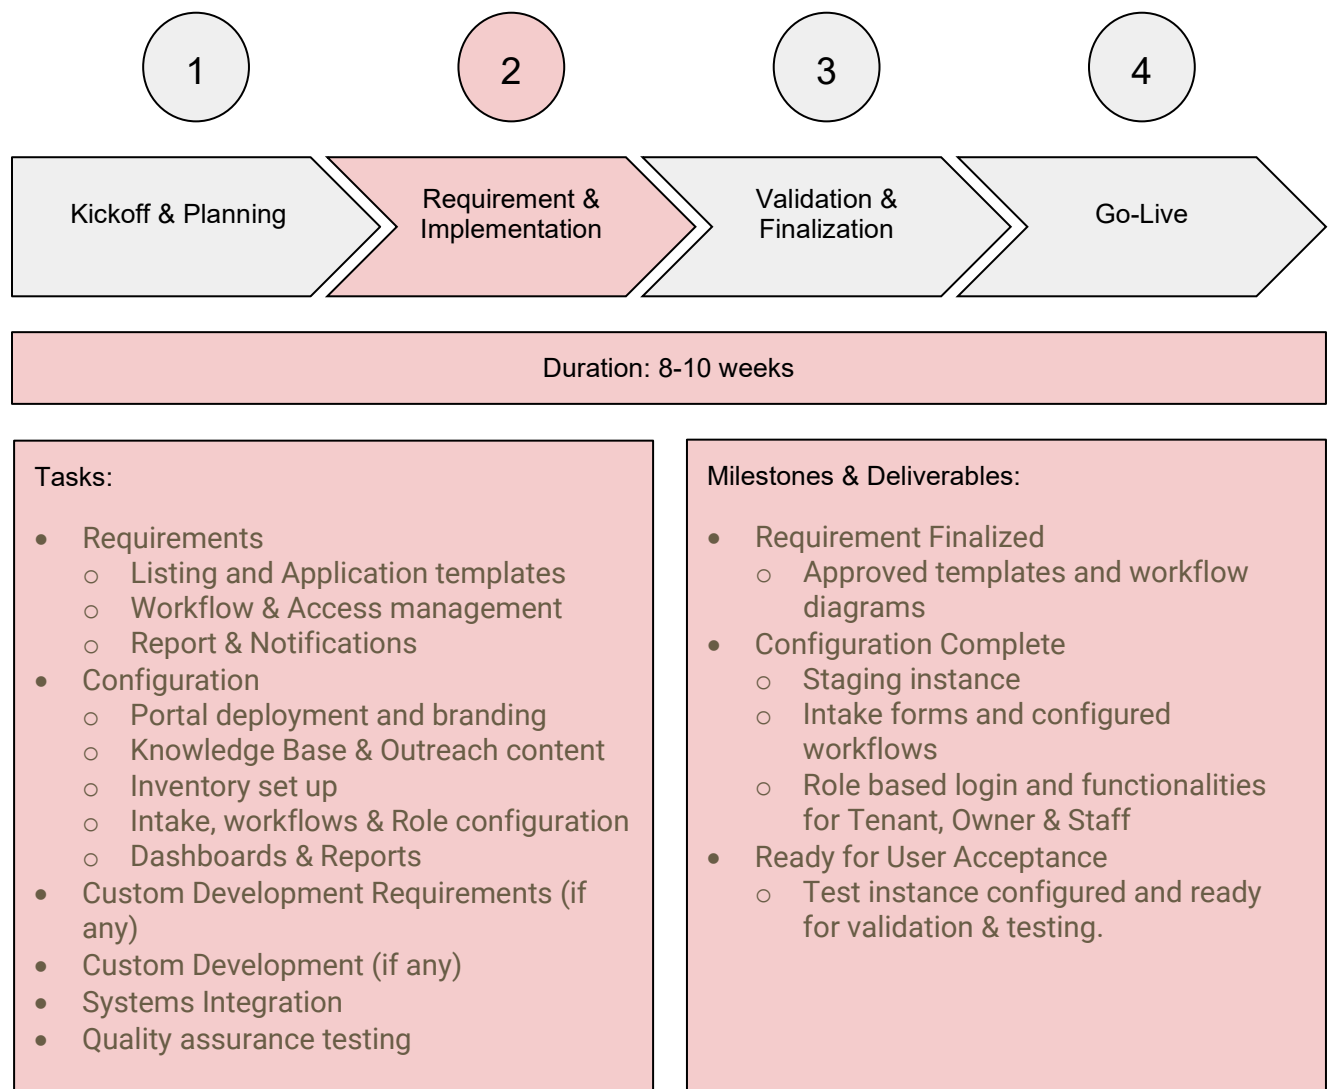 1
2
3
4
Kickoff & Planning
Requirement &
Implementation
Validation &
Finalization
Go-Live
Duration: 8-10 weeks
Tasks:
• Requirements
o Listing and Application templates
o Workflow & Access management
o Report & Notifications
• Configuration
o Portal deployment and branding
o Knowledge Base & Outreach content
o Inventory set up
o Intake, workflows & Role configuration
o Dashboards & Reports
• Custom Development Requirements (if
any)
• Custom Development (if any)
• Systems Integration
• Quality assurance testing
Milestones & Deliverables:
• Requirement Finalized
o Approved templates and workflow
diagrams
• Configuration Complete
o Staging instance
o Intake forms and configured
workflows
o Role based login and functionalities
for Tenant, Owner & Staff
• Ready for User Acceptance
o Test instance configured and ready
for validation & testing.